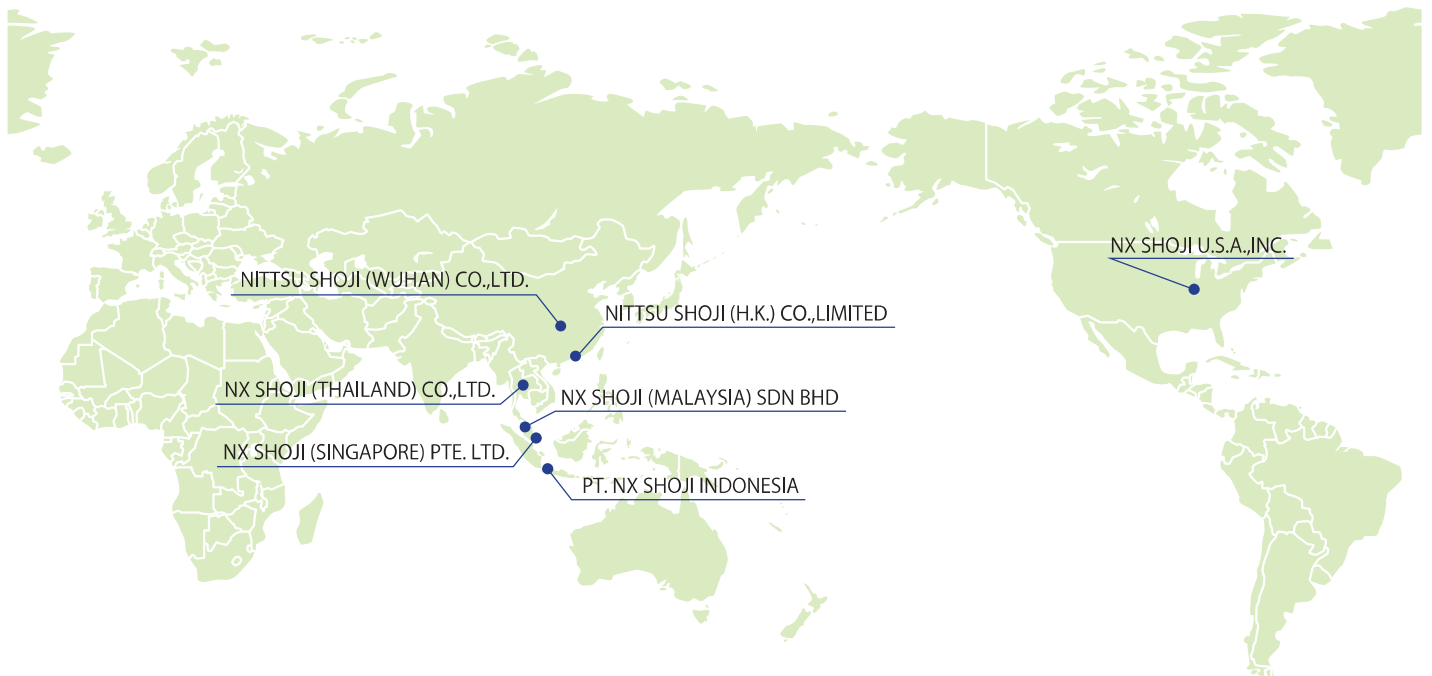 NX SHOJI U.S.A.,INC.
NITTSU SHOJI (WUHAN) CO.,LTD.
NITTSU SHOJI (H.K.) CO.,LIMITED
NX SHOJI (THAILAND) CO.,LTD.
NX SHOJI (MALAYSIA) SDN BHD
NX SHOJI (SINGAPORE) PTE. LTD.
PT. NX SHOJI INDONESIA